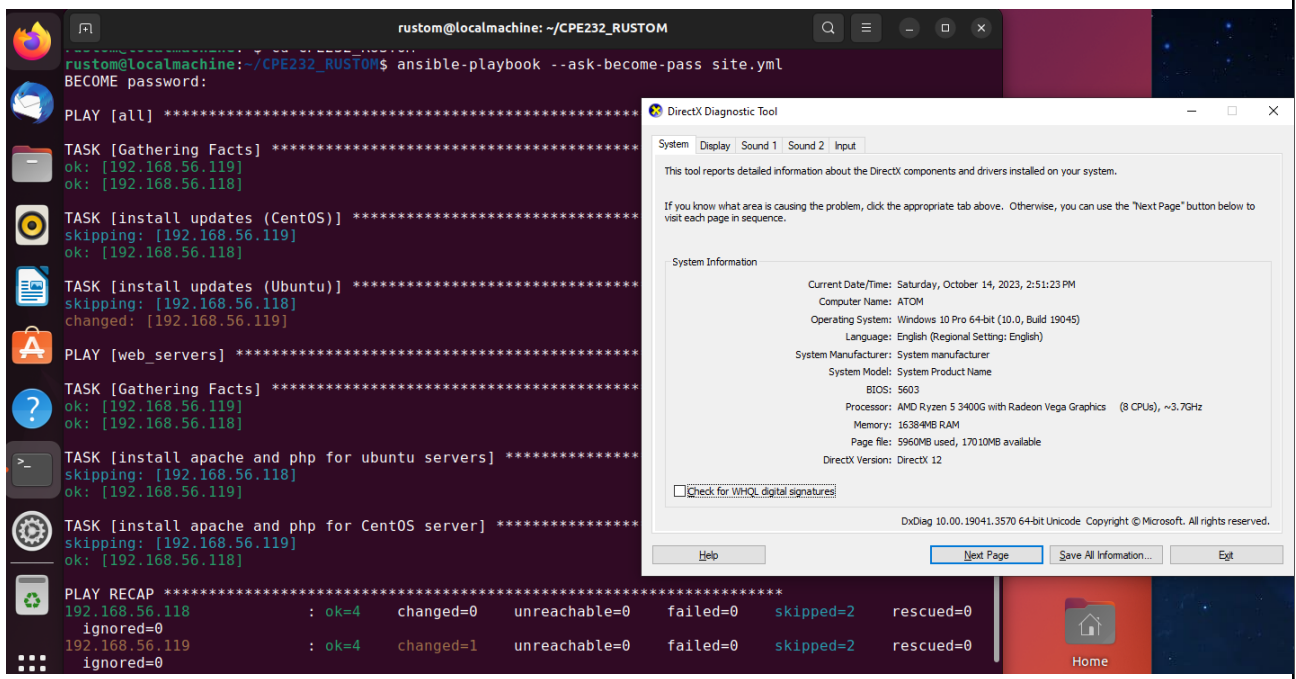 rustom@localmachine: ~/CPE232_RUSTOM
rustom@localmachine:~$ cd CPE232_RUSTOM
rustom@localmachine:~/CPE232_RUSTOM$ ansible-playbook --ask-become-pass site.yml
BECOME password:
PLAY [all] *****************************************************
TASK [Gathering Facts] *****************************************
ok: [192.168.56.119]
ok: [192.168.56.118]
TASK [install updates (CentOS)] ********************************
skipping: [192.168.56.119]
ok: [192.168.56.118]
TASK [install updates (Ubuntu)] ********************************
skipping: [192.168.56.118]
changed: [192.168.56.119]
PLAY [web_servers] *********************************************
TASK [Gathering Facts] *****************************************
ok: [192.168.56.119]
ok: [192.168.56.118]
TASK [install apache and php for ubuntu servers] ***************
skipping: [192.168.56.118]
ok: [192.168.56.119]
TASK [install apache and php for CentOS server] ****************
skipping: [192.168.56.119]
ok: [192.168.56.118]
PLAY RECAP *********************************************************************
192.168.56.118 : ok=4 changed=0 unreachable=0 failed=0 skipped=2 rescued=0
ignored=0
192.168.56.119 : ok=4 changed=1 unreachable=0 failed=0 skipped=2 rescued=0
ignored=0
DirectX Diagnostic Tool
System Display Sound 1 Sound 2 Input
This tool reports detailed information about the DirectX components and drivers installed on your system.
If you know what area is causing the problem, click the appropriate tab above. Otherwise, you can use the "Next Page" button below to
visit each page in sequence.
System Information
Current Date/Time: Saturday, October 14, 2023, 2:51:23 PM
Computer Name: ATOM
Operating System: Windows 10 Pro 64-bit (10.0, Build 19045)
Language: English (Regional Setting: English)
System Manufacturer: System manufacturer
System Model: System Product Name
BIOS: 5603
Processor: AMD Ryzen 5 3400G with Radeon Vega Graphics (8 CPUs), ~3.7GHz
Memory: 16384MB RAM
Page file: 5960MB used, 17010MB available
DirectX Version: DirectX 12
Check for WHQL digital signatures
DxDiag 10.00.19041.3570 64-bit Unicode Copyright © Microsoft. All rights reserved.
Help Next Page Save All Information... Exit
Home